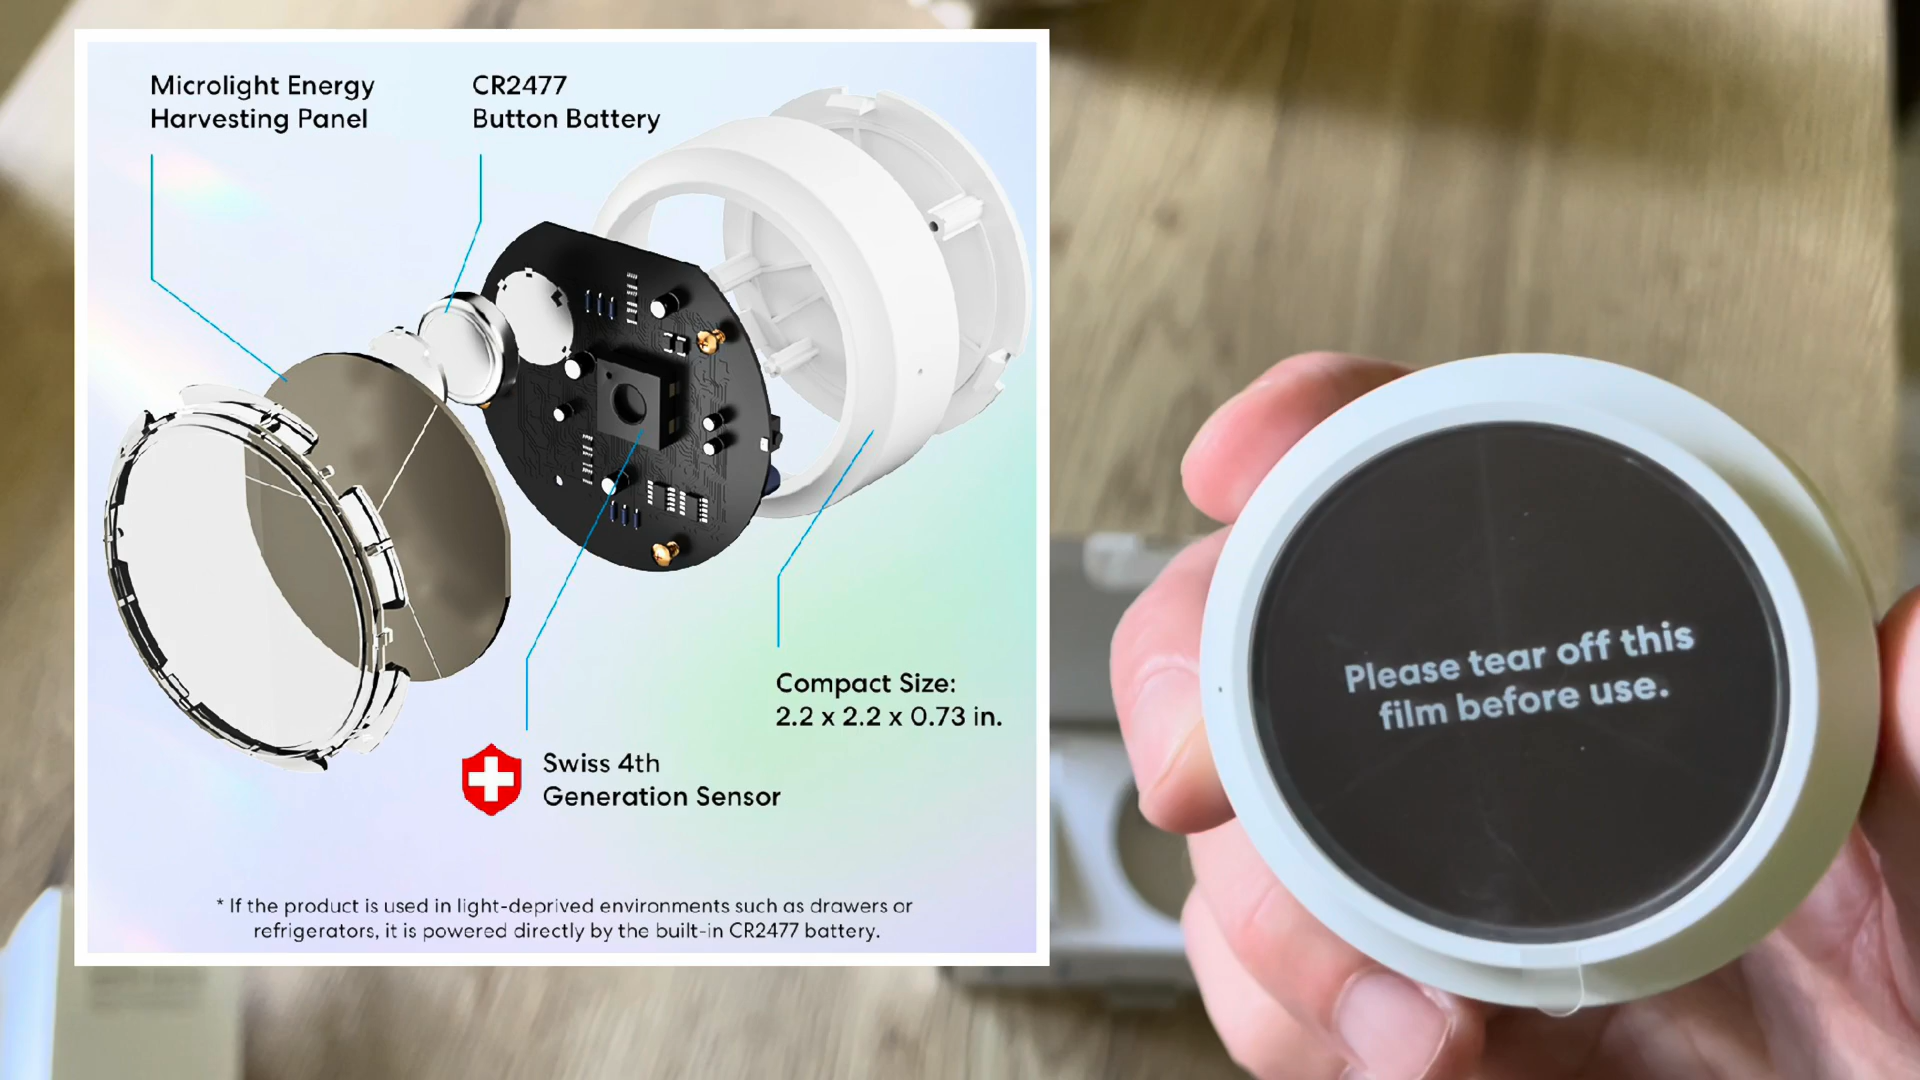 Microlight Energy
Harvesting Panel
CR2477
Button Battery
Compact Size:
2.2 x 2.2 x 0.73 in.
Swiss 4th
Generation Sensor
* If the product is used in light-deprived environments such as drawers or
refrigerators, it is powered directly by the built-in CR2477 battery.
Please tear off this
film before use.